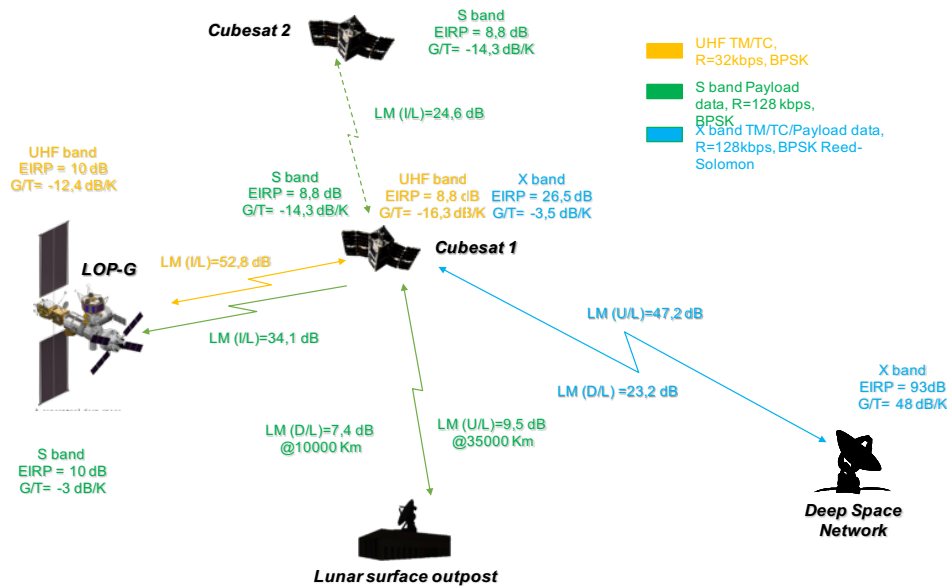 Cubesat 2
S band
EIRP = 8,8 dB
G/T= -14,3 dB/K
UHF TM/TC,
R=32kbps, BPSK
S band Payload
data, R=128 kbps,
BPSK
X band TM/TC/Payload data,
R=128kbps, BPSK Reed-
Solomon
LM (I/L)=24,6 dB
UHF band
EIRP = 10 dB
G/T= -12,4 dB/K
S band
EIRP = 8,8 dB
G/T= -14,3 dB/K
UHF band
EIRP = 8,8 dB
G/T= -16,3 dB/K
X band
EIRP = 26,5 dB
G/T= -3,5 dB/K
Cubesat 1
LOP-G
LM (I/L)=52,8 dB
LM (I/L)=34,1 dB
LM (U/L)=47,2 dB
LM (D/L) =23,2 dB
X band
EIRP = 93dB
G/T= 48 dB/K
LM (D/L)=7,4 dB
@10000 Km
LM (U/L)=9,5 dB
@35000 Km
S band
EIRP = 10 dB
G/T= -3 dB/K
Deep Space
Network
Lunar surface outpost